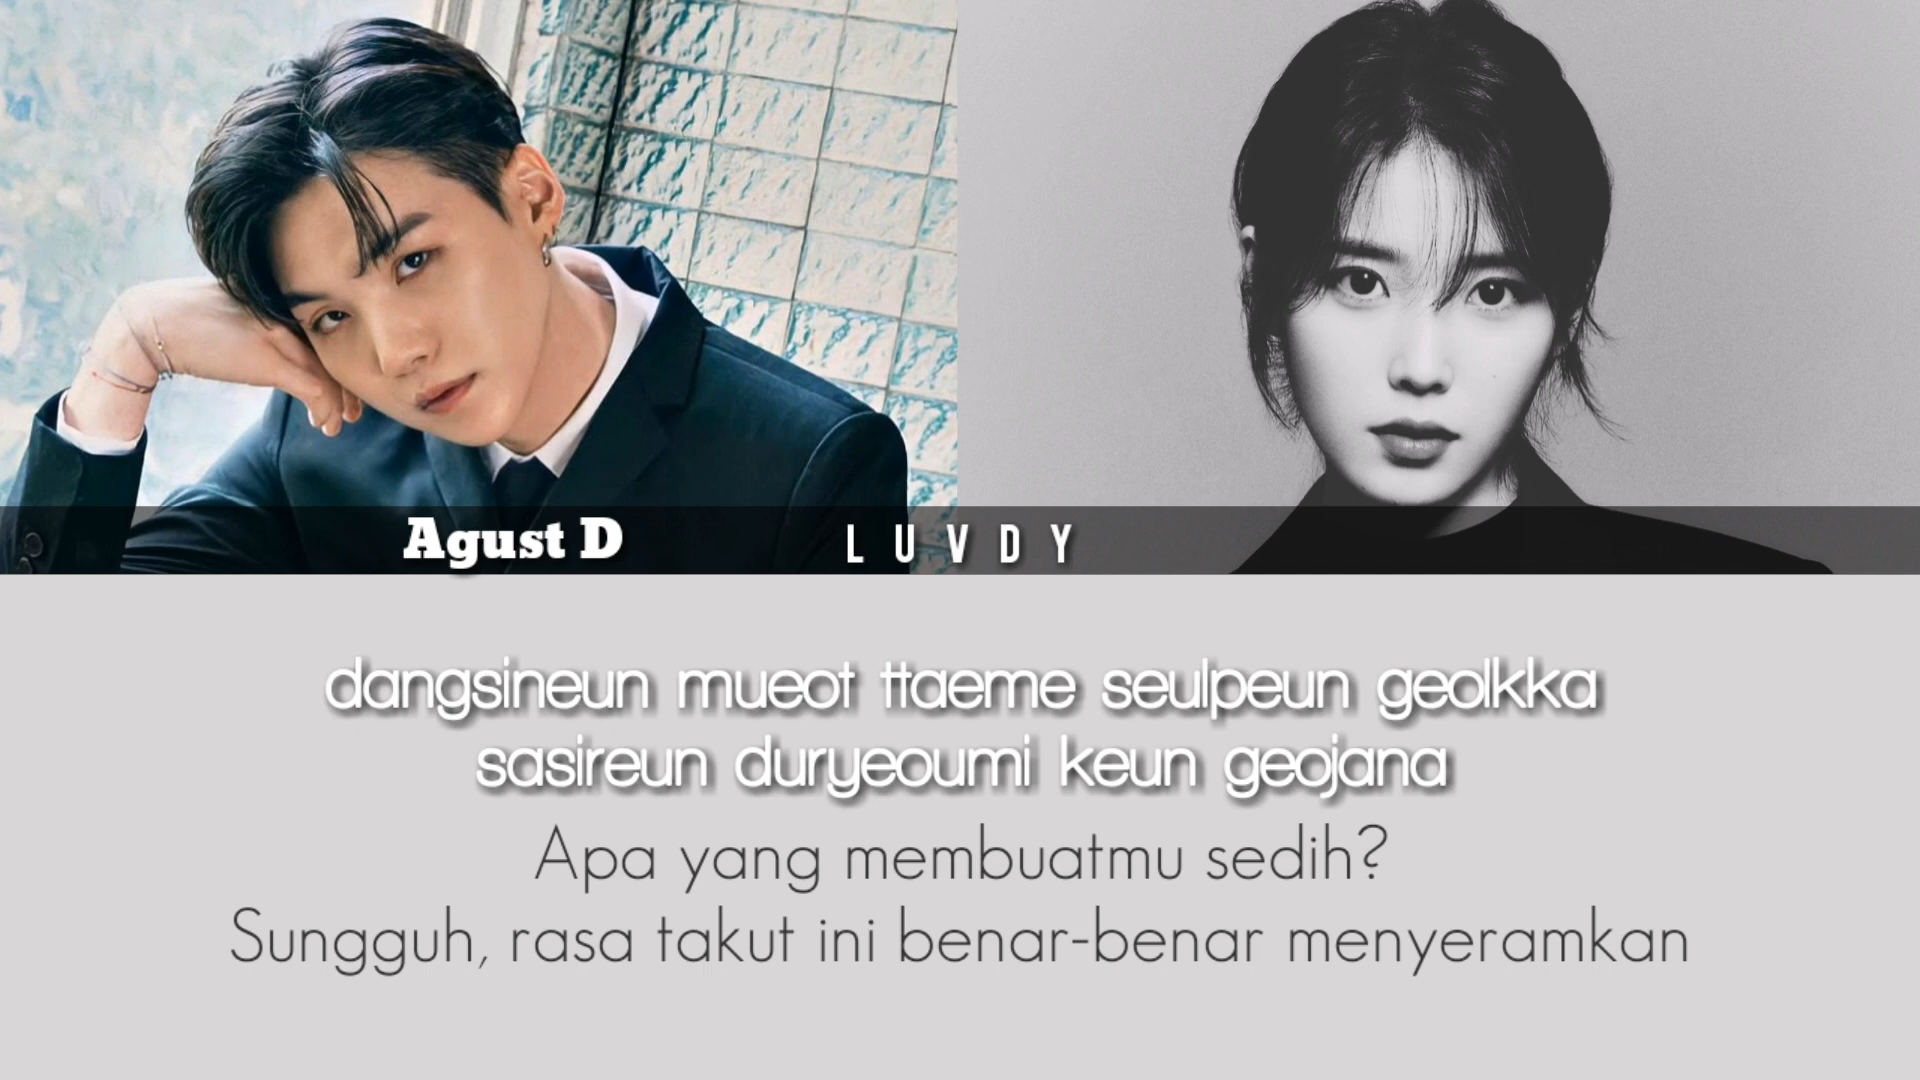 Agust D
LUVDY
dangsineun mueot ttaeme seulpeun geolkka
sasireun duryeoumi keun geojana
Apa yang membuatmu sedih?
Sungguh, rasa takut ini benar-benar menyeramkan